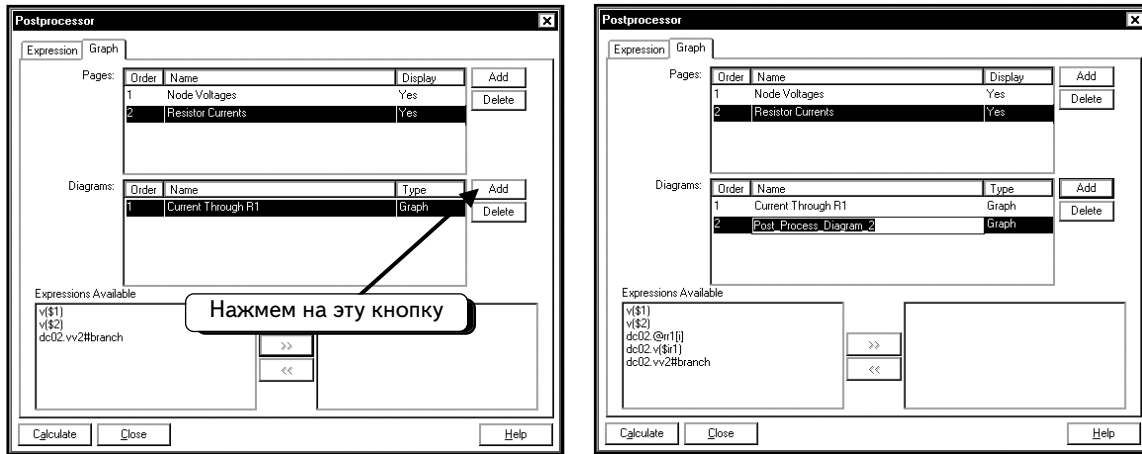 Postprocessor
Expression Graph
Pages: Order Name Display Add
1 Node Voltages Yes Delete
2 Resistor Currents Yes
Diagrams: Order Name Type Add
1 Current Through R1 Graph Delete
Expressions Available
Нажмем на эту кнопку
v($1)
v($2)
dc02.vv2#branch
>>
<<
Calculate Close Help
Postprocessor
Expression Graph
Pages: Order Name Display Add
1 Node Voltages Yes Delete
2 Resistor Currents Yes
Diagrams: Order Name Type Add
1 Current Through R1 Graph Delete
2 Post_Process_Diagram_2 Graph
Expressions Available
v($1)
v($2)
dc02.@rr1[i]
dc02.v($ir1)
dc02.vv2#branch
>>
<<
Calculate Close Help